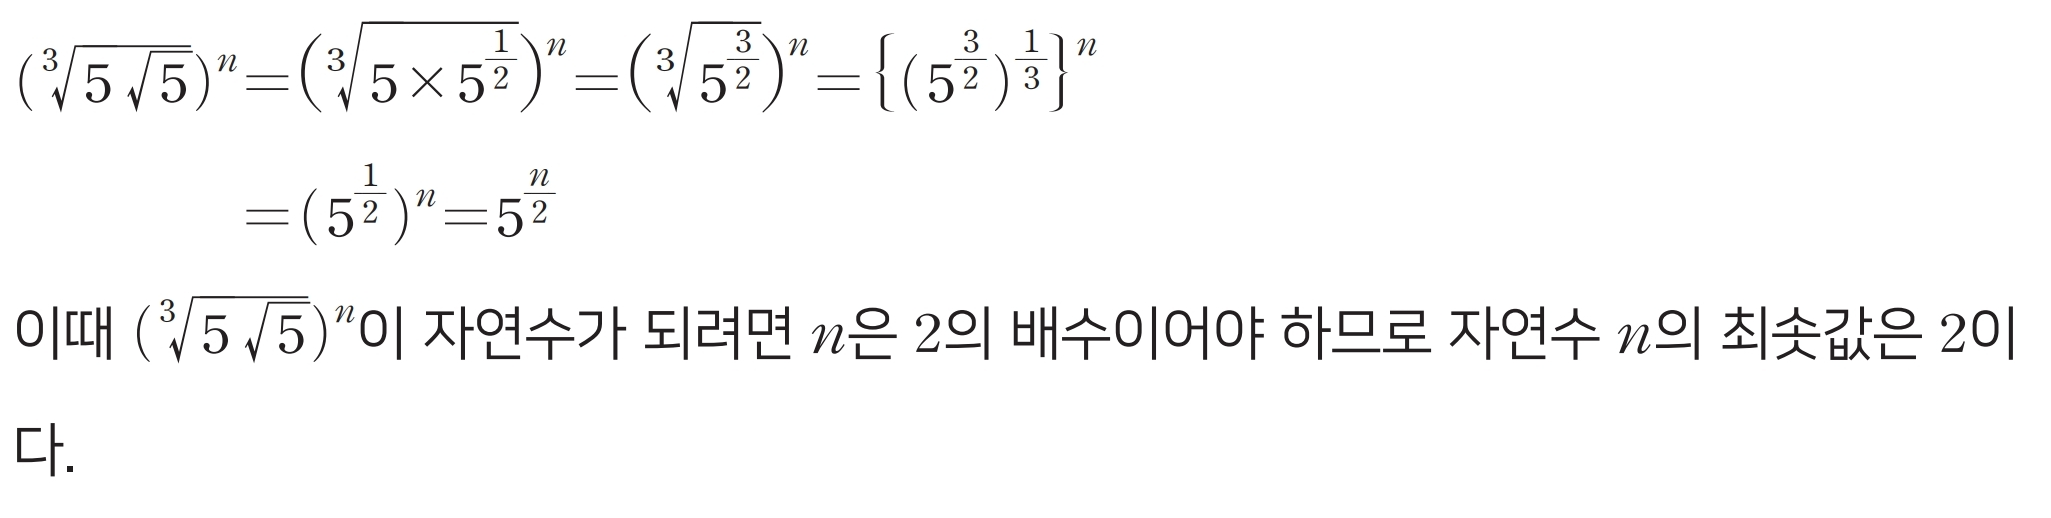 (∛(5√5))ⁿ=(∛(5×5^(1/2)))ⁿ=(∛(5^(3/2)))ⁿ={(5^(3/2))^(1/3)}ⁿ
=(5^(1/2))ⁿ=5^(n/2)
이때 (∛(5√5))ⁿ이 자연수가 되려면 n은 2의 배수이어야 하므로 자연수 n의 최솟값은 2이
다.